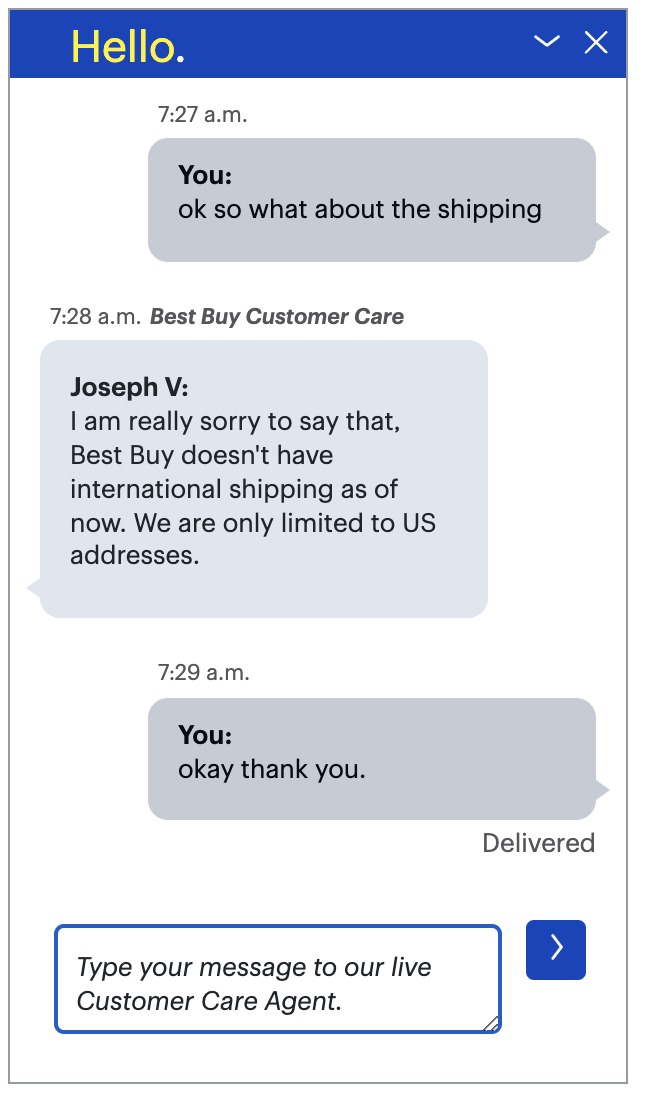 Hello.
7:27 a.m.
You:
ok so what about the shipping
7:28 a.m. Best Buy Customer Care
Joseph V:
I am really sorry to say that,
Best Buy doesn't have
international shipping as of
now. We are only limited to US
addresses.
7:29 a.m.
You:
okay thank you.
Delivered
Type your message to our live
Customer Care Agent.